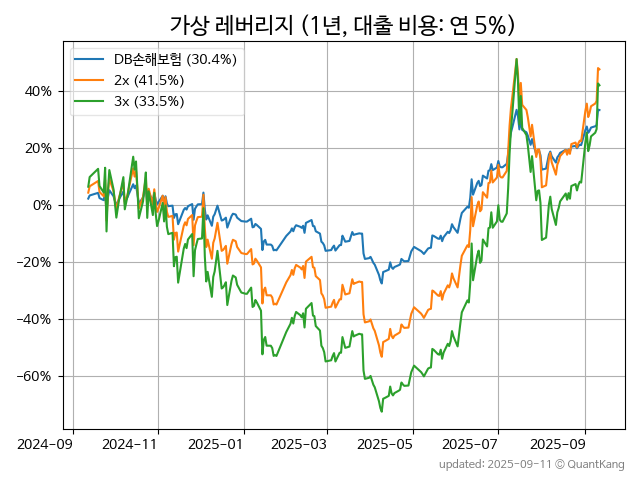 가상 레버리지 (1년, 대출 비용: 연 5%)
DB손해보험 (30.4%)
2x (41.5%)
3x (33.5%)
40%
20%
0%
−20%
−40%
−60%
2024-09
2024-11
2025-01
2025-03
2025-05
2025-07
2025-09
updated: 2025-09-11 © QuantKang